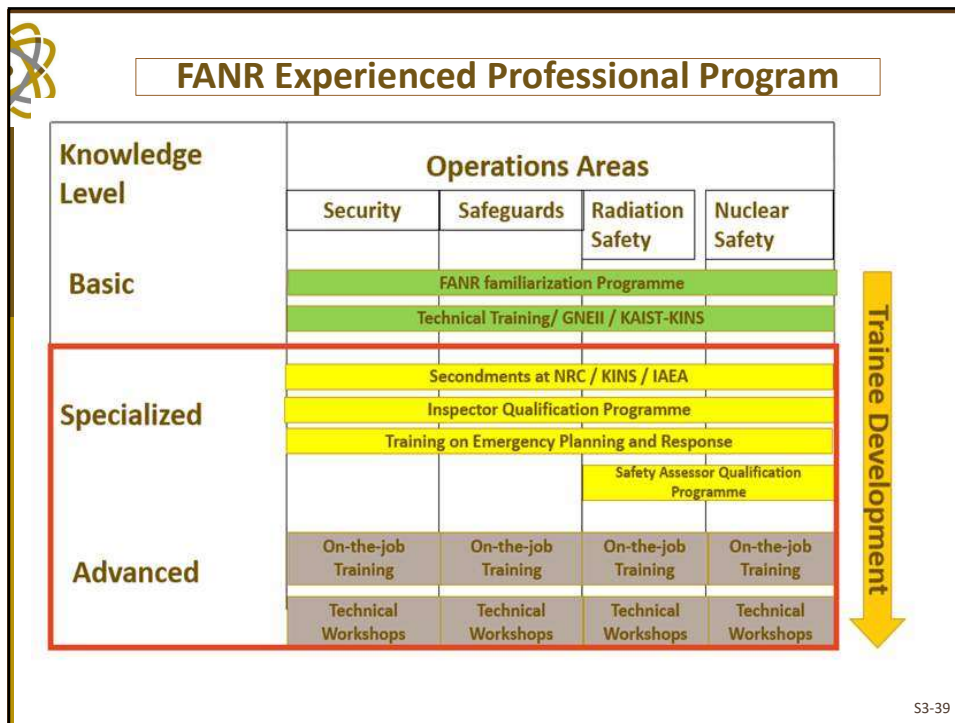 FANR Experienced Professional Program
Knowledge
Level
Operations Areas
Security
Safeguards
Radiation
Safety
Nuclear
Safety
Basic
FANR familiarization Programme
Technical Training/ GNEII / KAIST-KINS
Specialized
Secondments at NRC / KINS / IAEA
Inspector Qualification Programme
Training on Emergency Planning and Response
Safety Assessor Qualification
Programme
Advanced
On-the-job
Training
On-the-job
Training
On-the-job
Training
On-the-job
Training
Technical
Workshops
Technical
Workshops
Technical
Workshops
Technical
Workshops
Trainee Development
S3-39